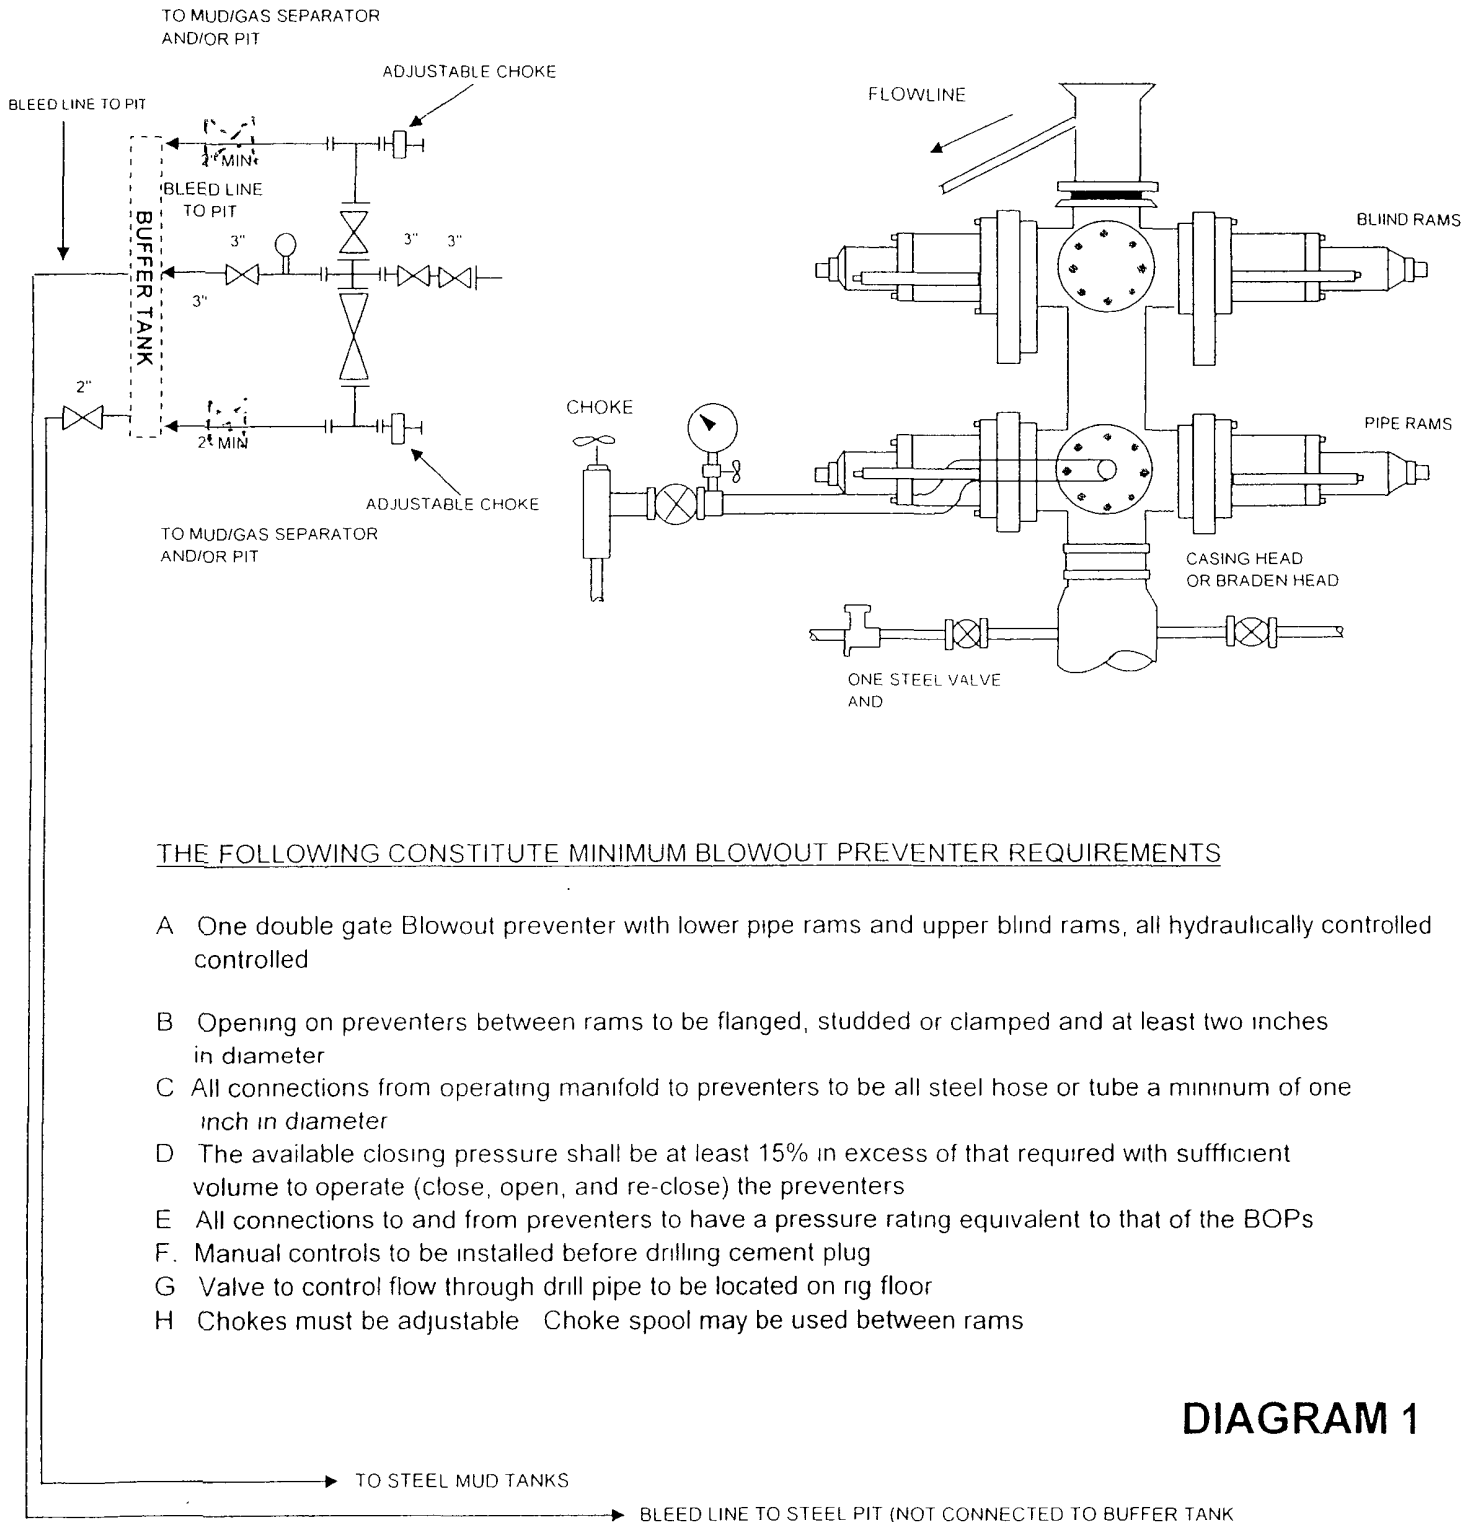 TO MUD/GAS SEPARATOR
AND/OR PIT
ADJUSTABLE CHOKE
BLEED LINE TO PIT
2" MIN
BLEED LINE
TO PIT
BUFFER TANK
3"
3"
3"
3"
2"
2" MIN
ADJUSTABLE CHOKE
TO MUD/GAS SEPARATOR
AND/OR PIT
FLOWLINE
BLIIND RAMS
CHOKE
PIPE RAMS
CASING HEAD
OR BRADEN HEAD
ONE STEEL VALVE
AND
THE FOLLOWING CONSTITUTE MINIMUM BLOWOUT PREVENTER REQUIREMENTS
A One double gate Blowout preventer with lower pipe rams and upper blind rams, all hydraulically controlled
controlled
B Opening on preventers between rams to be flanged, studded or clamped and at least two inches
in diameter
C All connections from operating manifold to preventers to be all steel hose or tube a mininum of one
inch in diameter
D The available closing pressure shall be at least 15% in excess of that required with suffficient
volume to operate (close, open, and re-close) the preventers
E All connections to and from preventers to have a pressure rating equivalent to that of the BOPs
F. Manual controls to be installed before drilling cement plug
G Valve to control flow through drill pipe to be located on rig floor
H Chokes must be adjustable Choke spool may be used between rams
DIAGRAM 1
TO STEEL MUD TANKS
BLEED LINE TO STEEL PIT (NOT CONNECTED TO BUFFER TANK